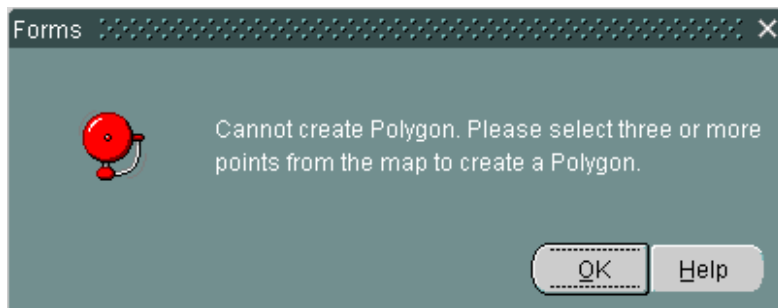 Forms
Cannot create Polygon. Please select three or more
points from the map to create a Polygon.
OK Help